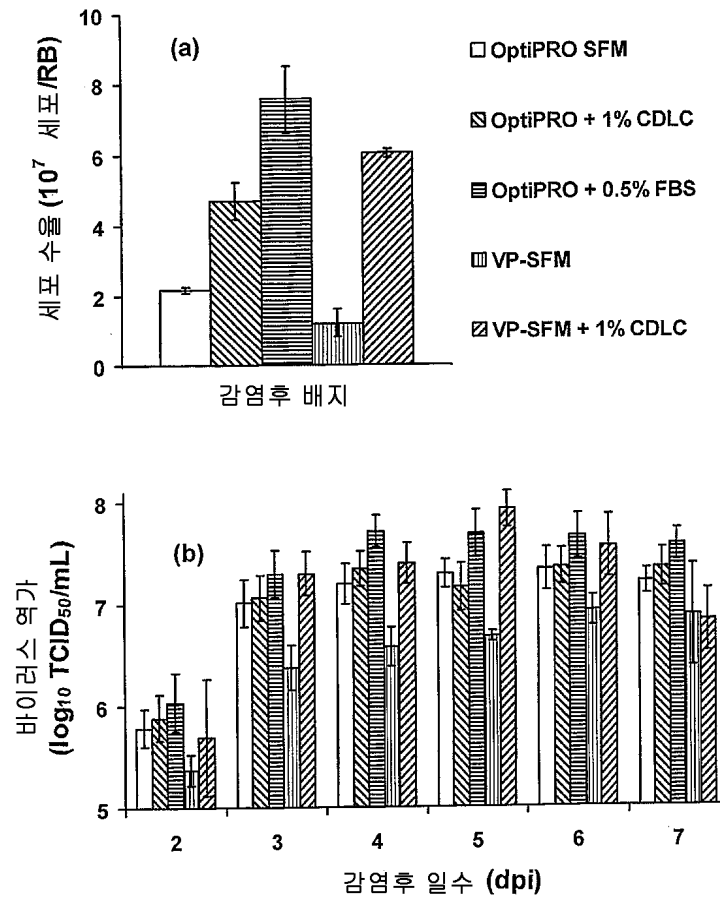 (a)
세포 수율 (10⁷ 세포/RB)
10
8
6
4
2
0
감염후 배지
OptiPRO SFM
OptiPRO + 1% CDLC
OptiPRO + 0.5% FBS
VP-SFM
VP-SFM + 1% CDLC
(b)
바이러스 역가
(log₁₀ TCID₅₀/mL)
8
7
6
5
2 3 4 5 6 7
감염후 일수 (dpi)